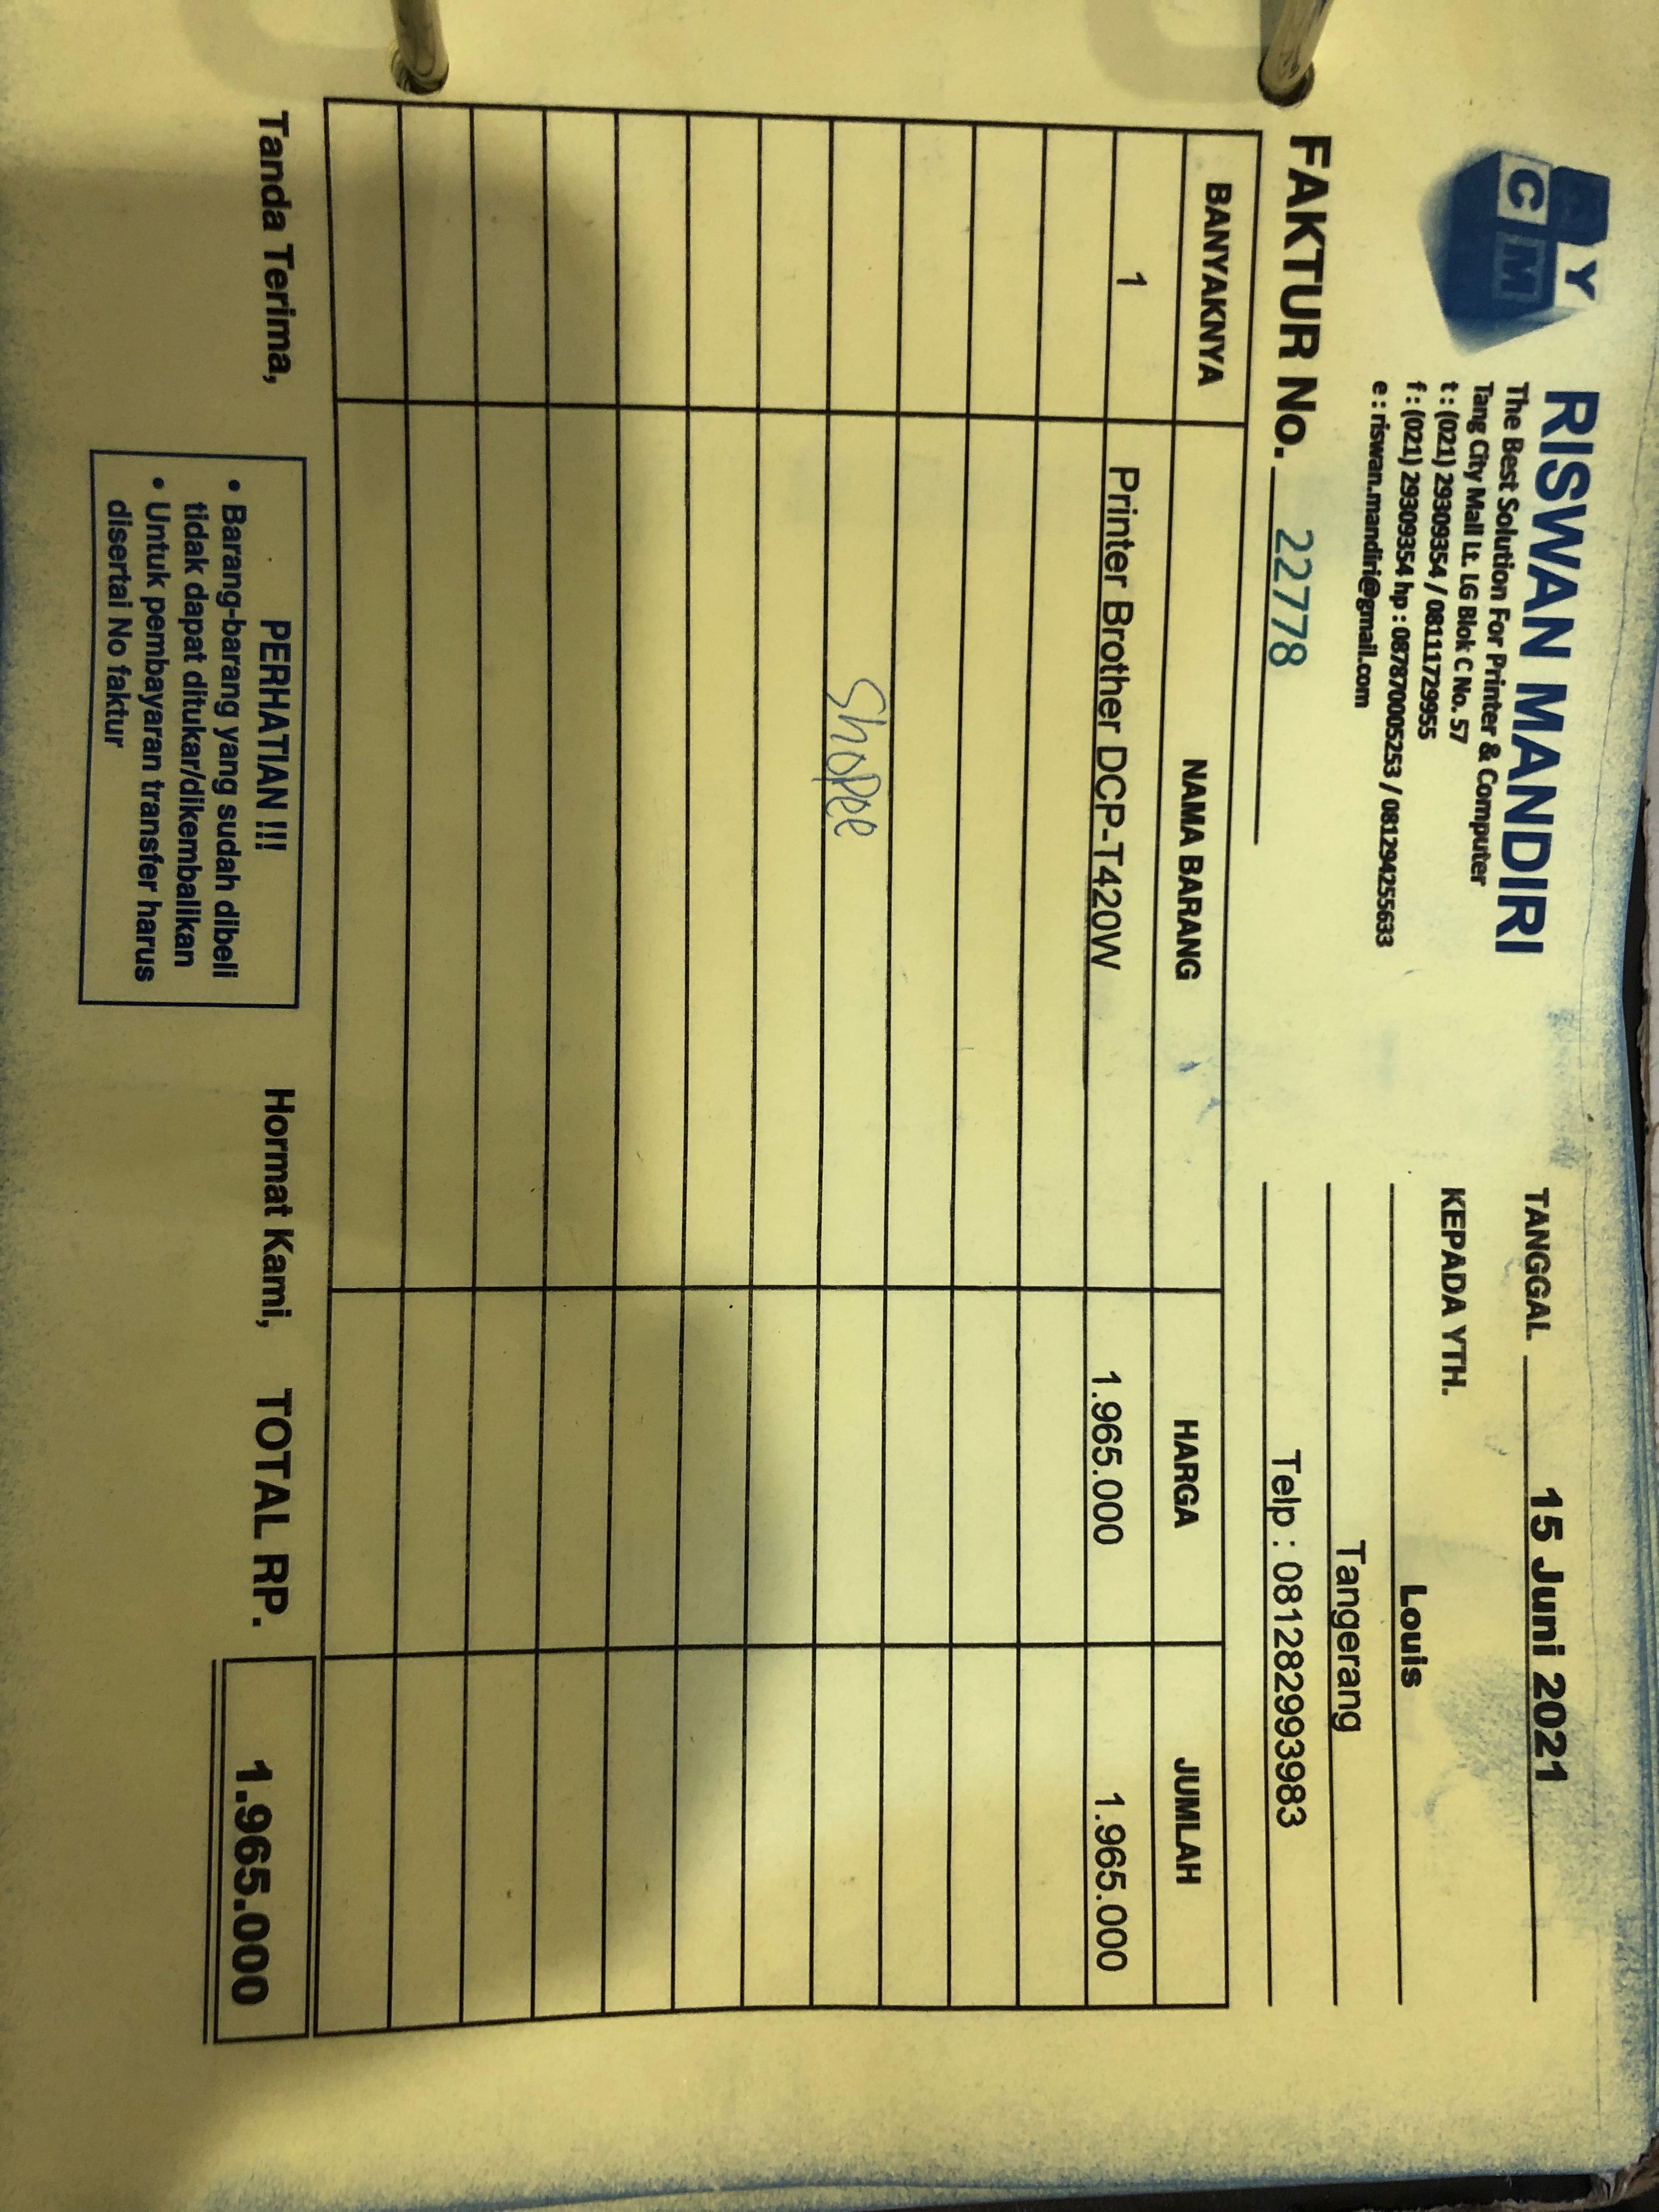 Y
C M
RISWAN MANDIRI
The Best Solution For Printer & Computer
Tang City Mall Lt. LG Blok C No. 57
t : (021) 29309354 / 08111729955
f : (021) 29309354 hp : 087870005253 / 081294255633
e : riswan.mandiri@gmail.com
TANGGAL 15 Juni 2021
KEPADA YTH.
Louis
Tangerang
Telp : 081282993983
FAKTUR No. 22778
BANYAKNYA NAMA BARANG HARGA JUMLAH
1 Printer Brother DCP-T420W 1.965.000 1.965.000
Shopee
Tanda Terima, Hormat Kami, TOTAL RP. 1.965.000
PERHATIAN !!!
• Barang-barang yang sudah dibeli
tidak dapat ditukar/dikembalikan
• Untuk pembayaran transfer harus
disertai No faktur